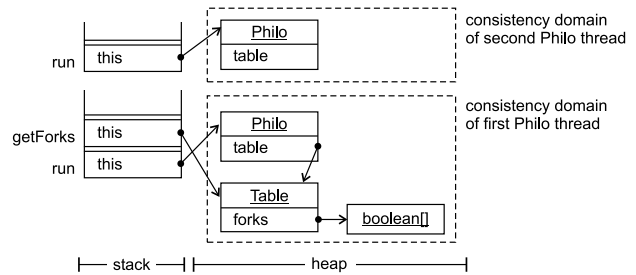 Philo
consistency domain
of second Philo thread
run
this
table
consistency domain
of first Philo thread
getForks
this
Philo
run
this
table
Table
forks
boolean[]
stack
heap